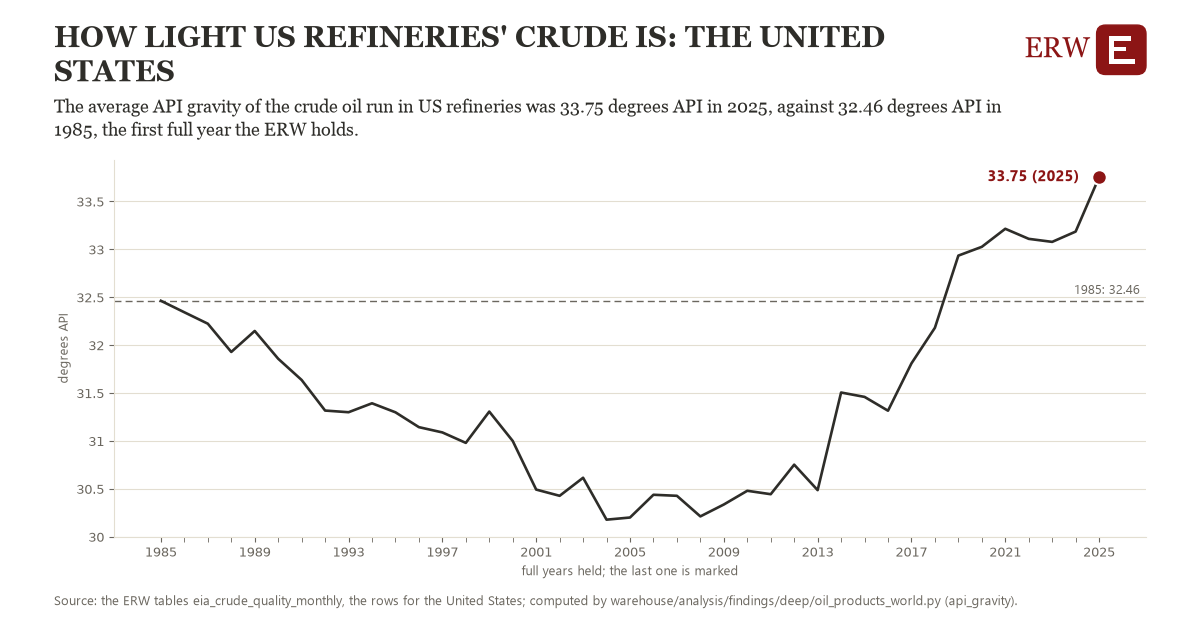 HOW LIGHT US REFINERIES' CRUDE IS: THE UNITED
STATES
ERW E
The average API gravity of the crude oil run in US refineries was 33.75 degrees API in 2025, against 32.46 degrees API in
1985, the first full year the ERW holds.
33.75 (2025)
33.5
33
32.5
32
31.5
31
30.5
30
1985: 32.46
degrees API
1985 1989 1993 1997 2001 2005 2009 2013 2017 2021 2025
full years held; the last one is marked
Source: the ERW tables eia_crude_quality_monthly, the rows for the United States; computed by warehouse/analysis/findings/deep/oil_products_world.py (api_gravity).